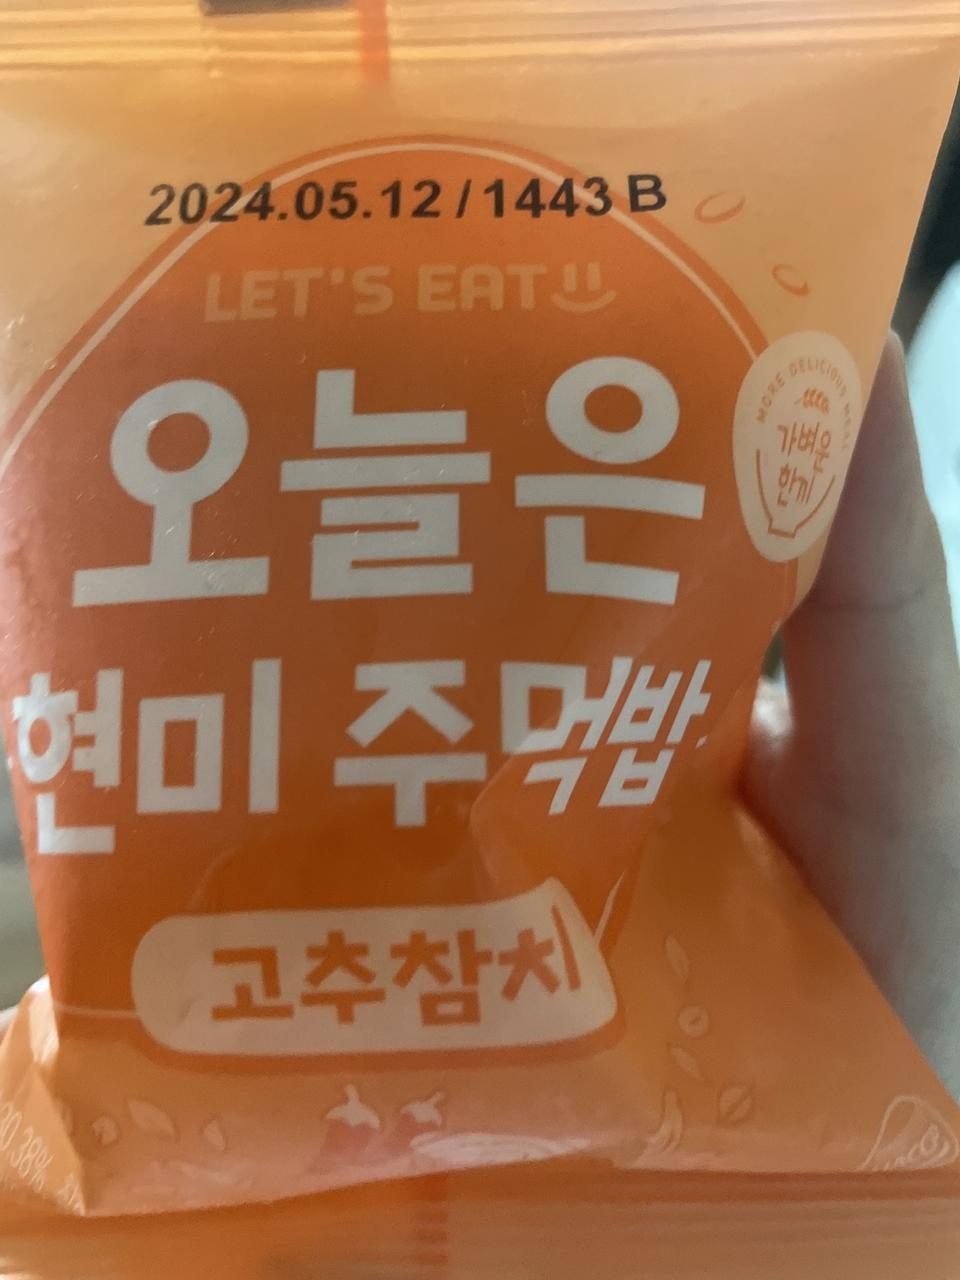 2024.05.12 / 1443 B
LET'S EAT
오늘은
MORE DELICIOUS MEAL
가벼운
한끼
현미 주먹밥
고추참치